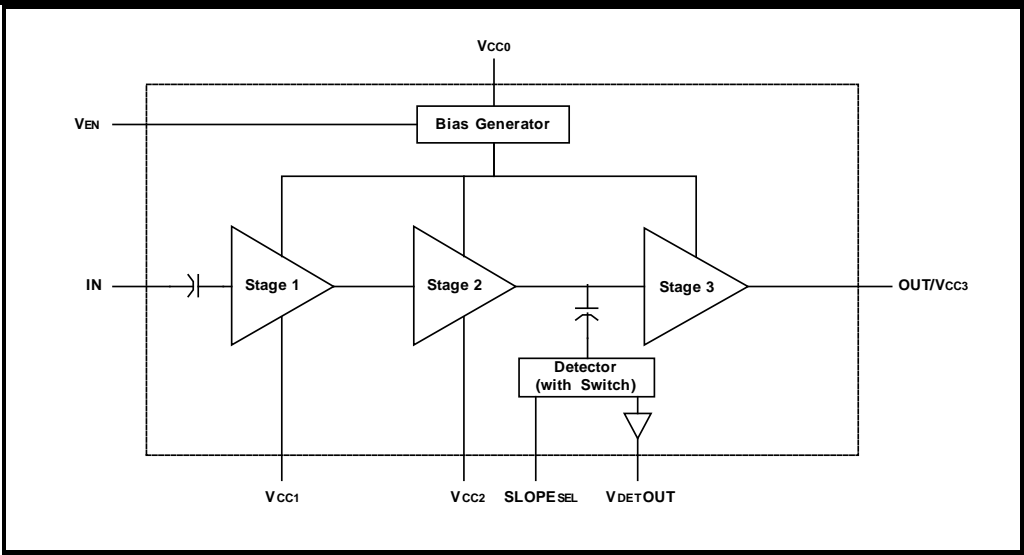 VCC0
VEN
Bias Generator
IN
Stage 1
Stage 2
Stage 3
OUT/VCC3
Detector
(with Switch)
VCC1
VCC2
SLOPESEL
VDETOUT